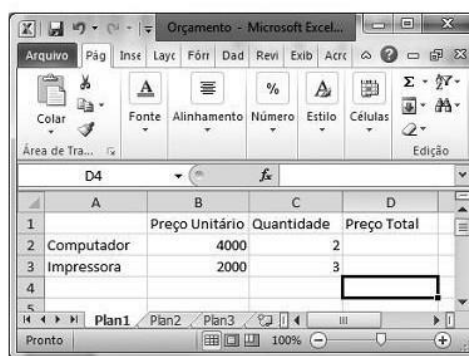 Orçamento - Microsoft Excel...
Arquivo Pág Inse Layc Fórr Dad Revi Exib Acrc
Colar Fonte Alinhamento Número Estilo Células
Área de Tra... Edição
D4 fx
A B C D
1 Preço Unitário Quantidade Preço Total
2 Computador 4000 2
3 Impressora 2000 3
4
5
Plan1 Plan2 Plan3
Pronto 100%